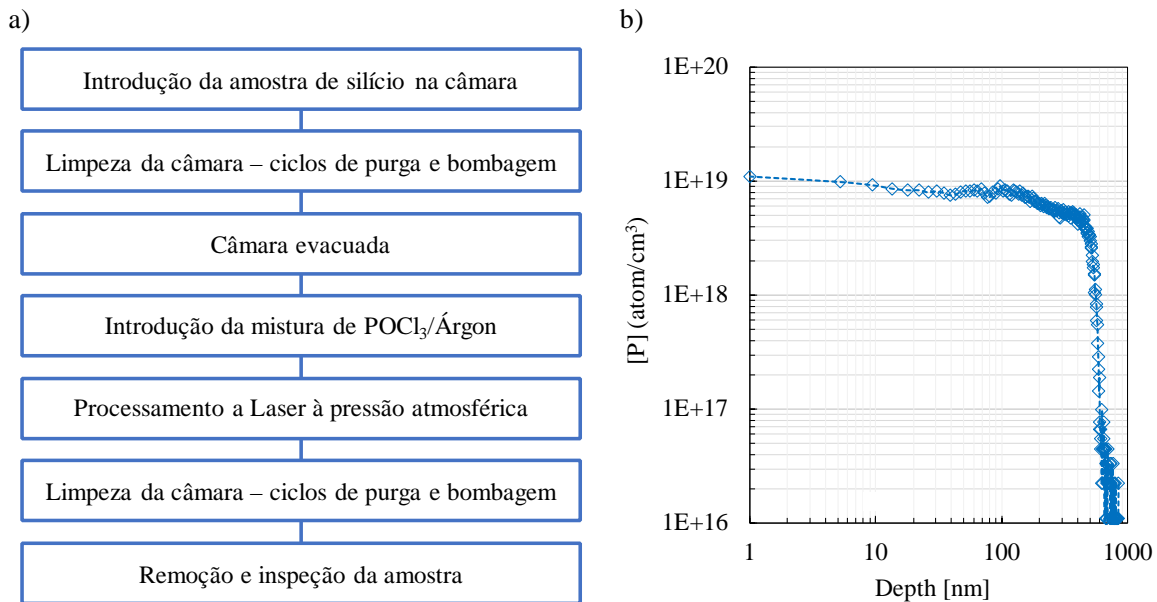 a)
Introdução da amostra de silício na câmara
Limpeza da câmara – ciclos de purga e bombagem
Câmara evacuada
Introdução da mistura de POCl₃/Árgon
Processamento a Laser à pressão atmosférica
Limpeza da câmara – ciclos de purga e bombagem
Remoção e inspeção da amostra
b)
1E+20
1E+19
1E+18
1E+17
1E+16
[P] (atom/cm³)
1 10 100 1000
Depth [nm]